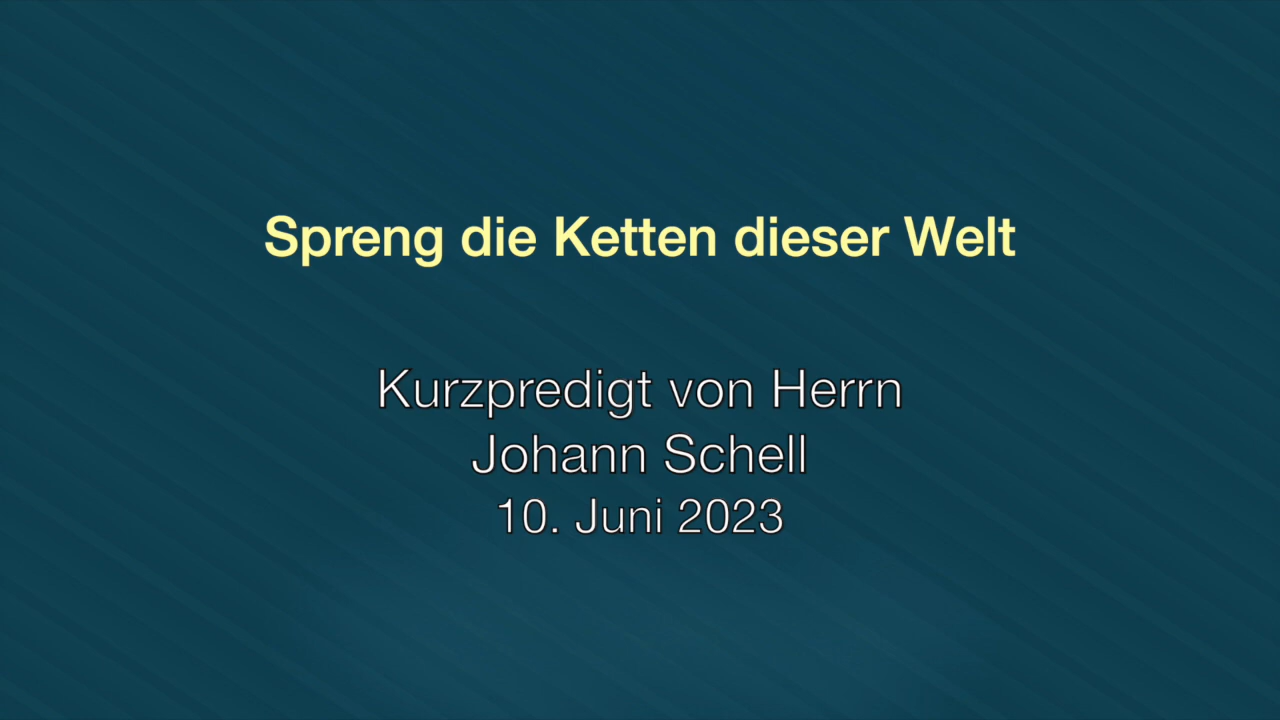 Spreng die Ketten dieser Welt
Kurzpredigt von Herrn
Johann Schell
10. Juni 2023